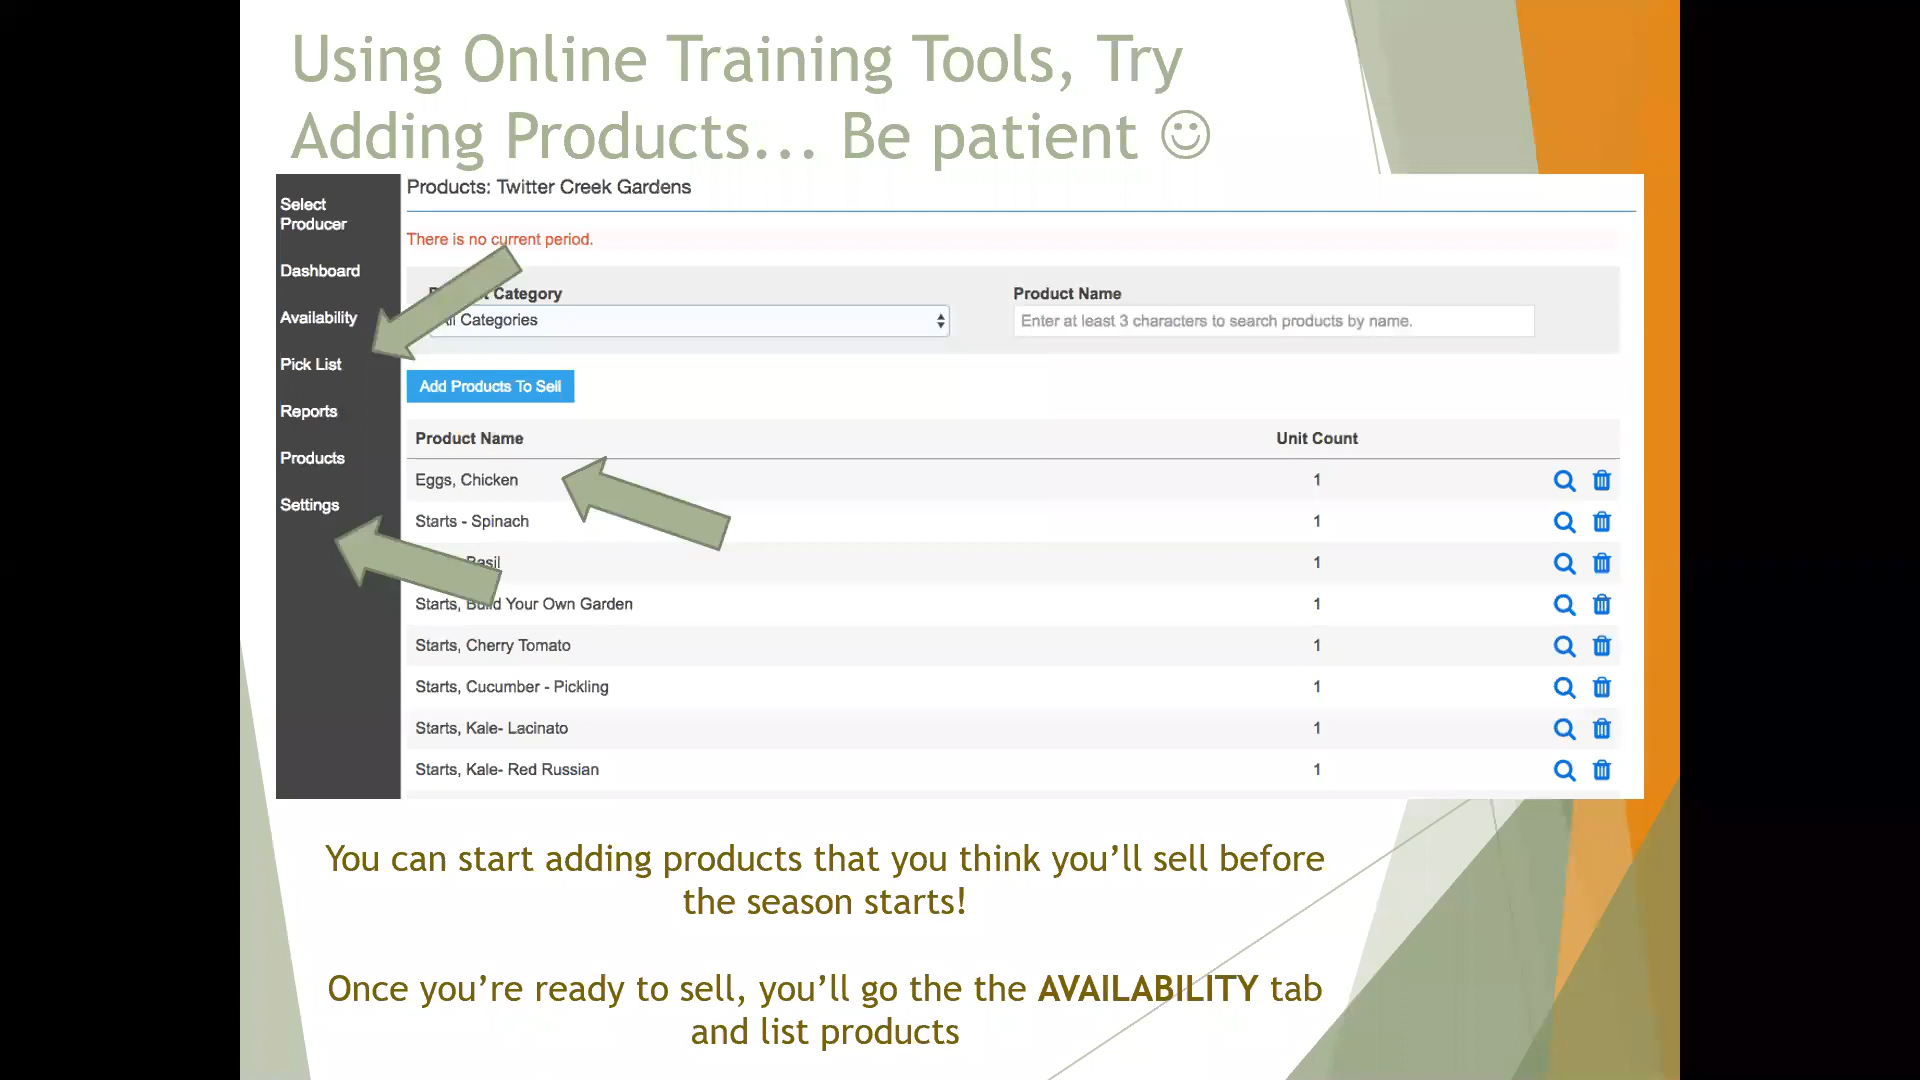 Using Online Training Tools, Try
Adding Products... Be patient ☺
Products: Twitter Creek Gardens
Select
Producer
Dashboard
Availability
Pick List
Reports
Products
Settings
There is no current period.
Category
Product Name
All Categories
Enter at least 3 characters to search products by name.
Add Products To Sell
Product Name Unit Count
Eggs, Chicken 1
Starts - Spinach 1
Basil 1
Starts, Build Your Own Garden 1
Starts, Cherry Tomato 1
Starts, Cucumber - Pickling 1
Starts, Kale- Lacinato 1
Starts, Kale- Red Russian 1
You can start adding products that you think you'll sell before
the season starts!
Once you're ready to sell, you'll go the the AVAILABILITY tab
and list products